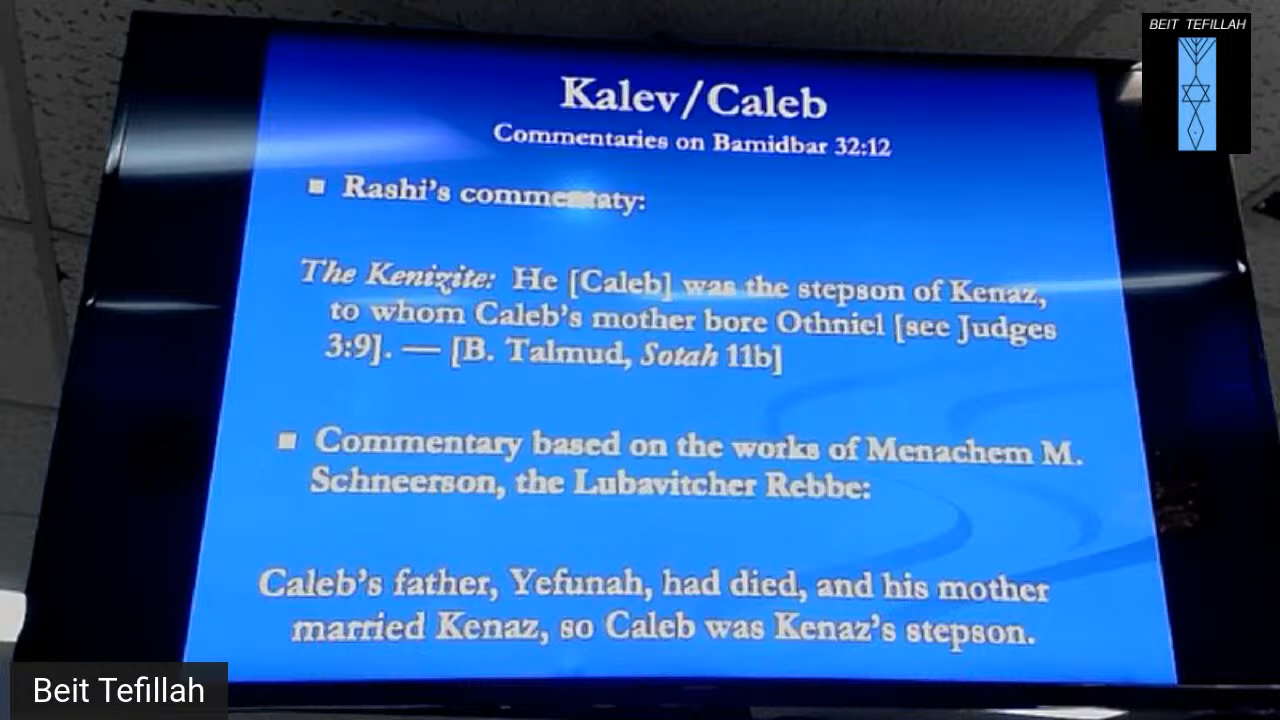 BEIT TEFILLAH
Kalev/Caleb
Commentaries on Bamidbar 32:12
■ Rashi's commentaty:
The Kenizite: He [Caleb] was the stepson of Kenaz,
to whom Caleb's mother bore Othniel [see Judges
3:9]. — [B. Talmud, Sotah 11b]
■ Commentary based on the works of Menachem M.
Schneerson, the Lubavitcher Rebbe:
Caleb's father, Yefunah, had died, and his mother
married Kenaz, so Caleb was Kenaz's stepson.
Beit Tefillah